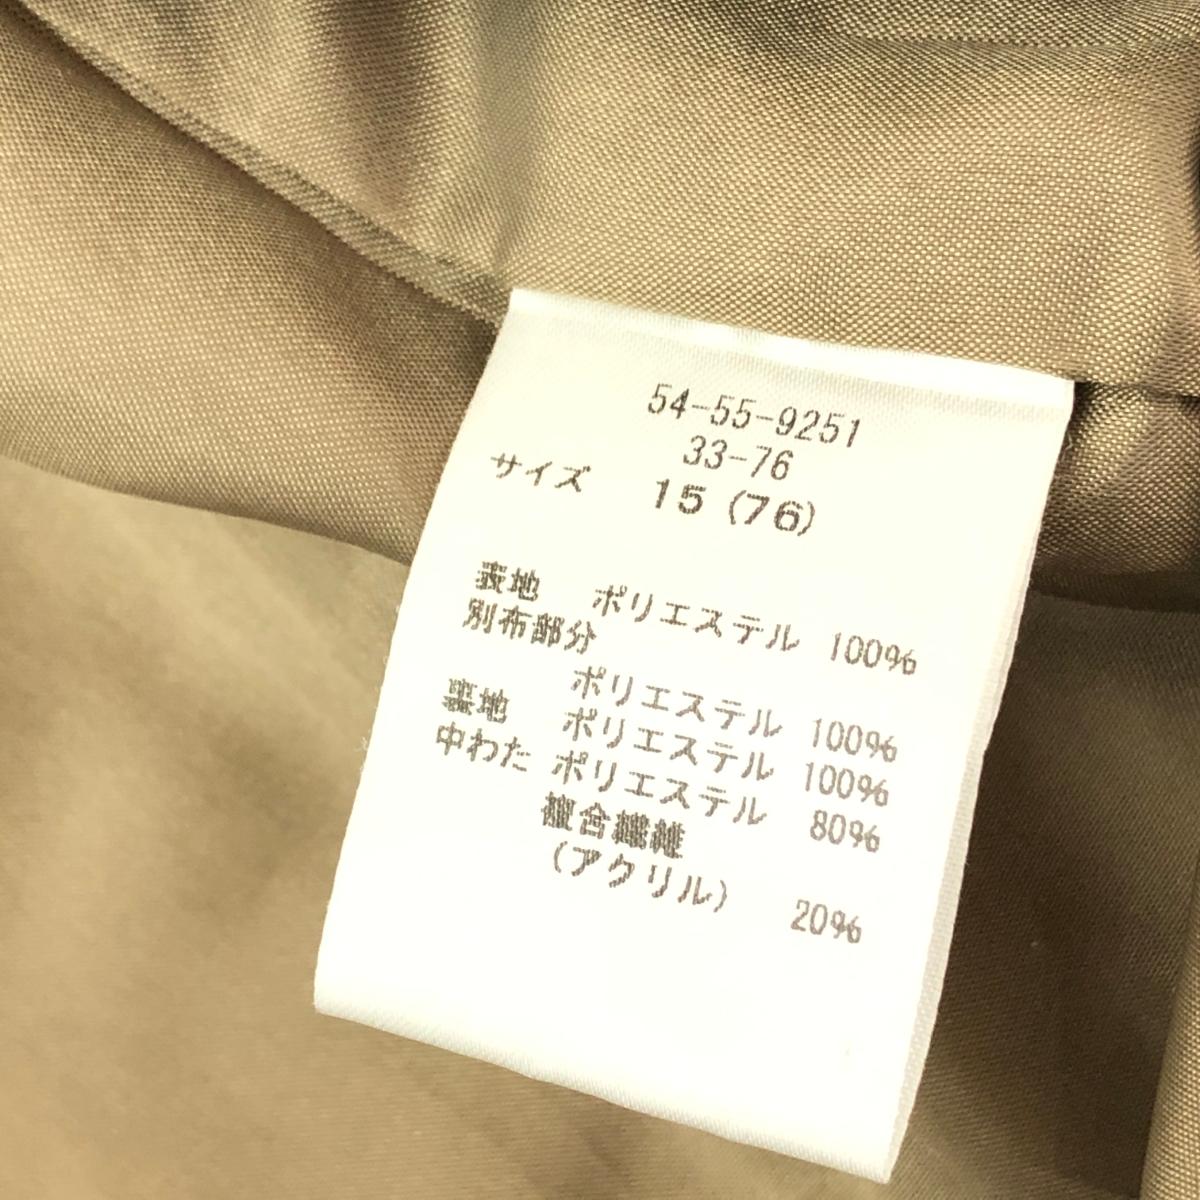 54-55-9251
33-76
サイズ 15 (76)
表地 ポリエステル 100%
別布部分
ポリエステル 100%
裏地 ポリエステル 100%
中わた ポリエステル 80%
複合繊維
(アクリル) 20%